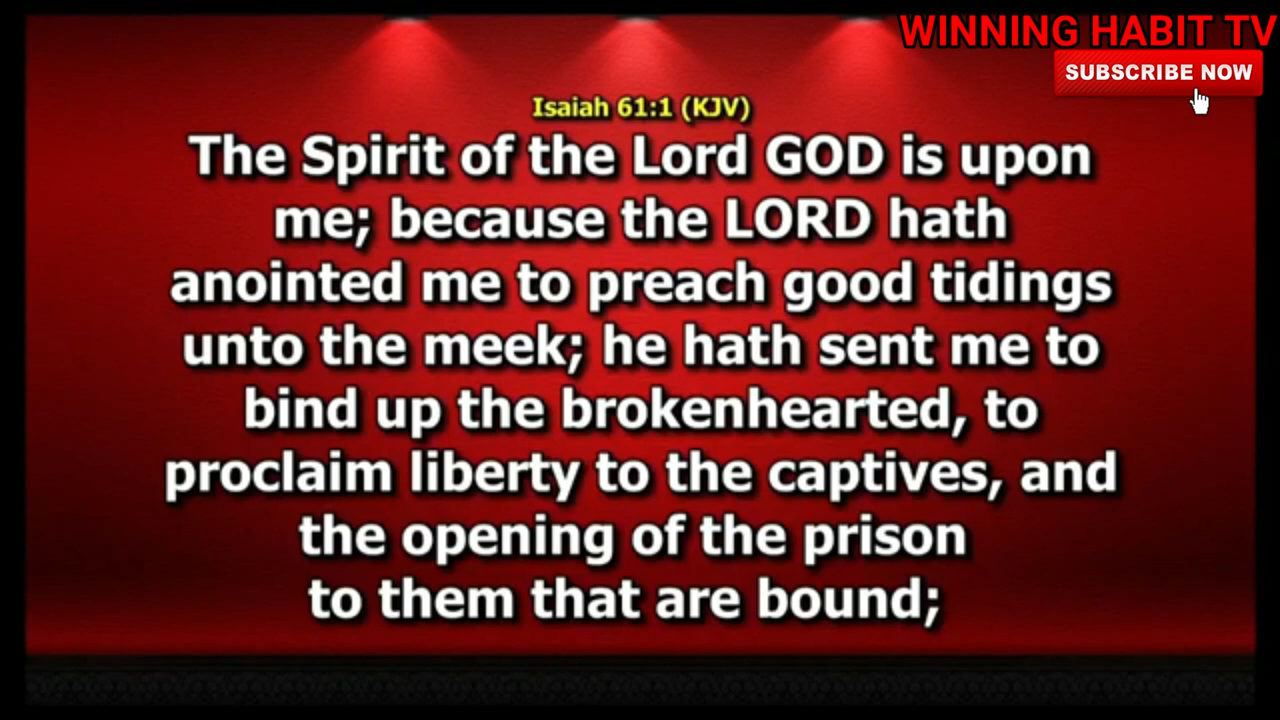 WINNING HABIT TV
SUBSCRIBE NOW
Isaiah 61:1 (KJV)
The Spirit of the Lord GOD is upon
me; because the LORD hath
anointed me to preach good tidings
unto the meek; he hath sent me to
bind up the brokenhearted, to
proclaim liberty to the captives, and
the opening of the prison
to them that are bound;